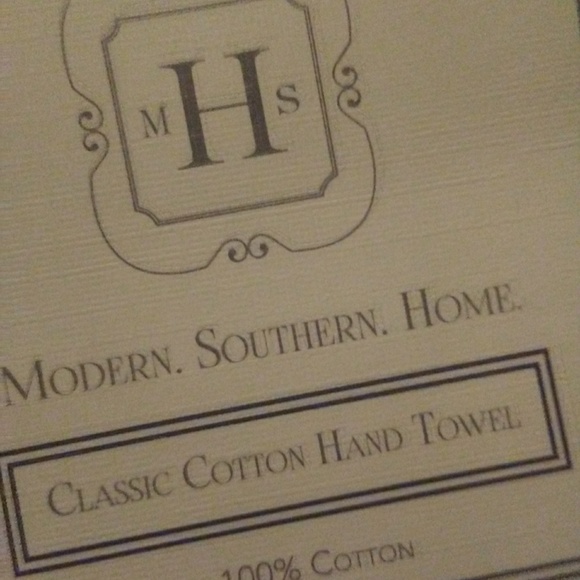 M H S
MODERN. SOUTHERN. HOME.
CLASSIC COTTON HAND TOWEL
100% COTTON